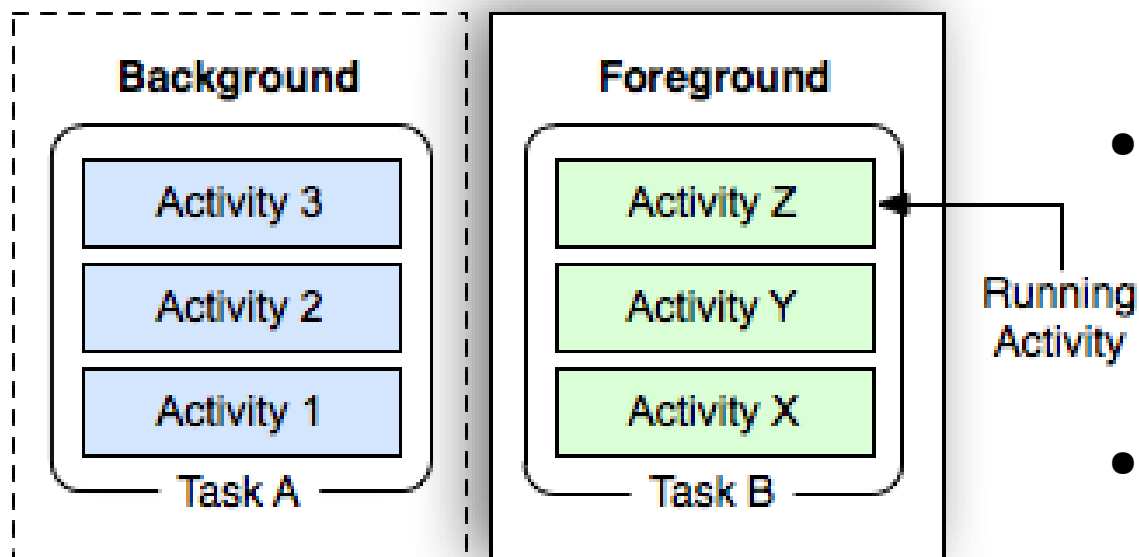 Background
Activity 3
Activity 2
Activity 1
Task A
Foreground
Activity Z
Activity Y
Activity X
Task B
Running
Activity
•
•